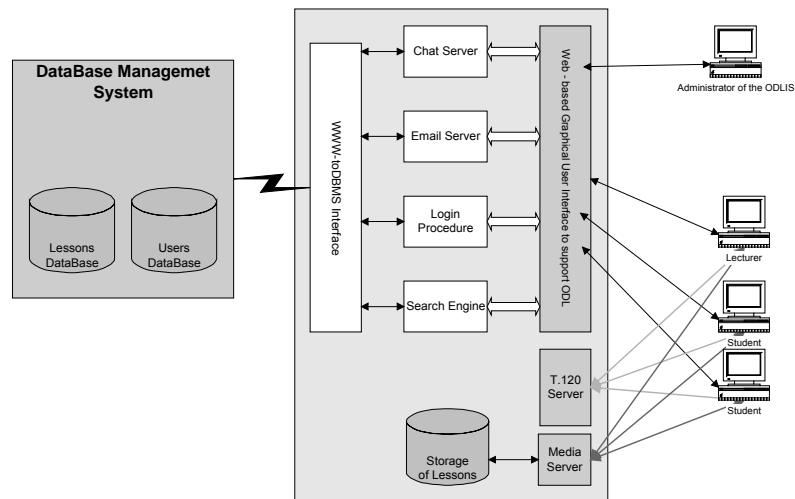 DataBase Managemet
System
Lessons
DataBase
Users
DataBase
WWW-toDBMS Interface
Chat Server
Email Server
Login
Procedure
Search Engine
Web - based Graphical User Interface to support ODL
T.120
Server
Storage
of Lessons
Media
Server
Administrator of the ODLIS
Lecturer
Student
Student